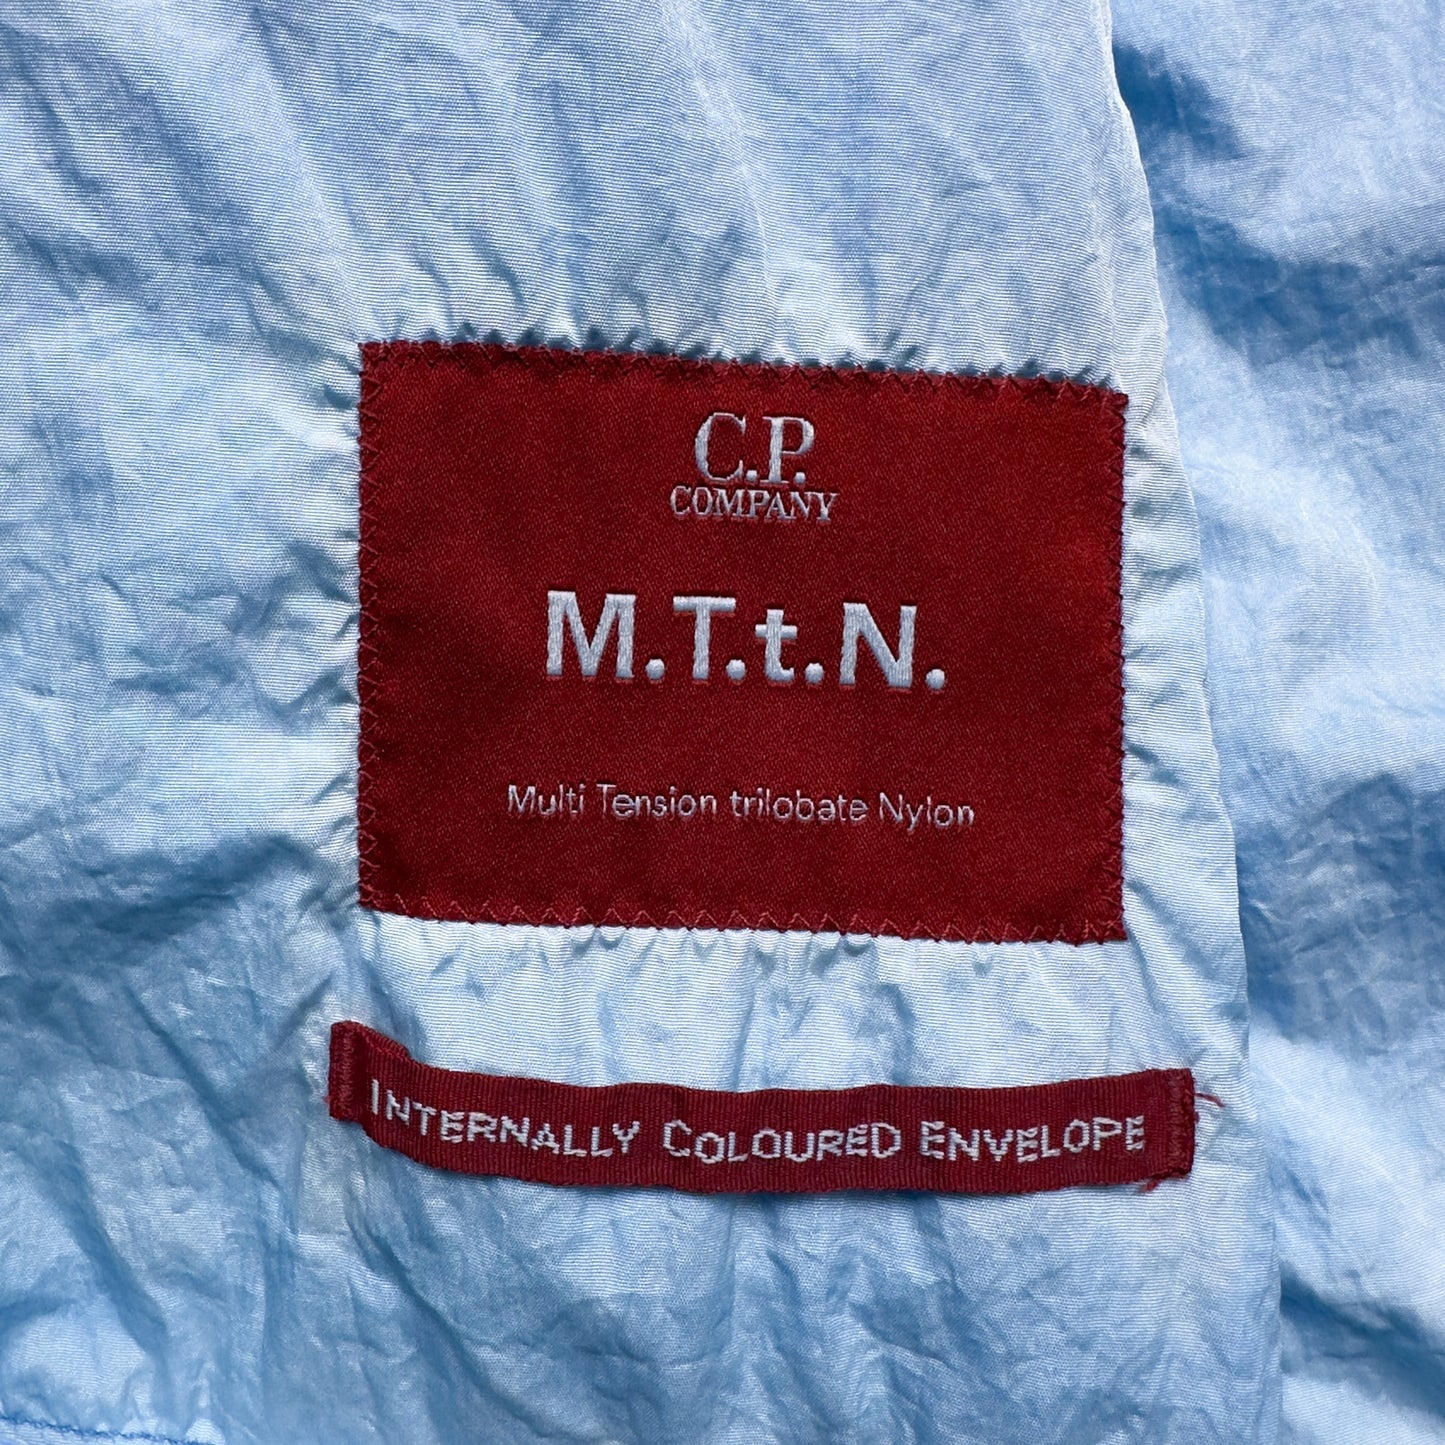 C.P.
COMPANY
M.T.t.N.
Multi Tension trilobate Nylon
INTERNALLY COLOURED ENVELOPE